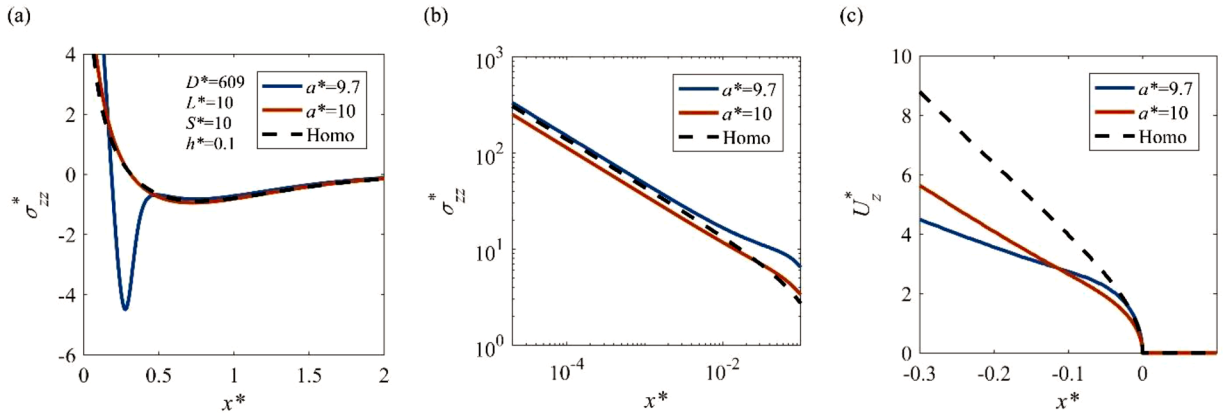 (a)
4
2
0
-2
-4
-6
σ*zz
D*=609
L*=10
S*=10
h*=0.1
a*=9.7
a*=10
Homo
0 0.5 1 1.5 2
x*
(b)
10³
10²
10¹
10⁰
σ*zz
a*=9.7
a*=10
Homo
10⁻⁴ 10⁻²
x*
(c)
10
8
6
4
2
0
U*z
a*=9.7
a*=10
Homo
-0.3 -0.2 -0.1 0
x*